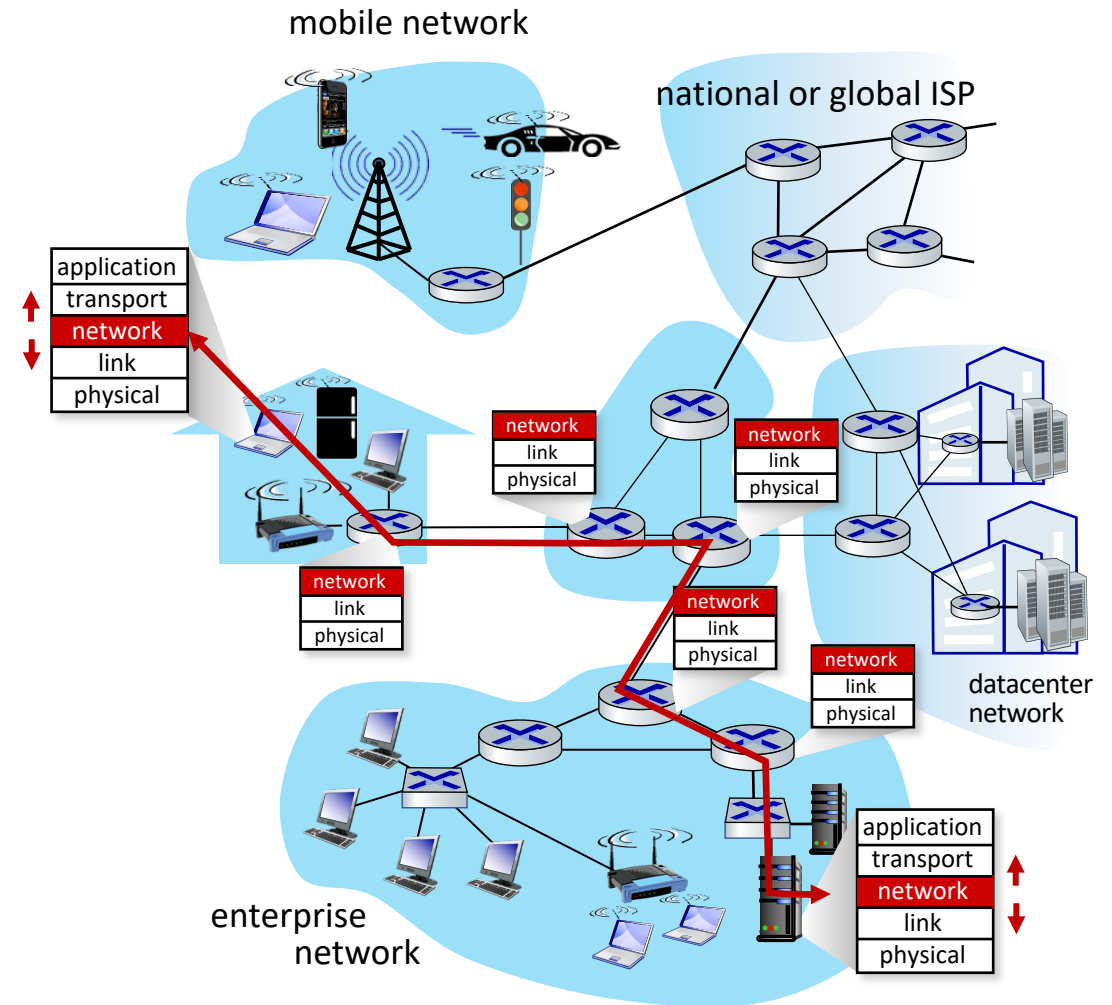 mobile network
national or global ISP
application
transport
network
link
physical
network
link
physical
network
link
physical
network
link
physical
network
link
physical
network
link
physical
datacenter
network
application
transport
network
link
physical
enterprise
network